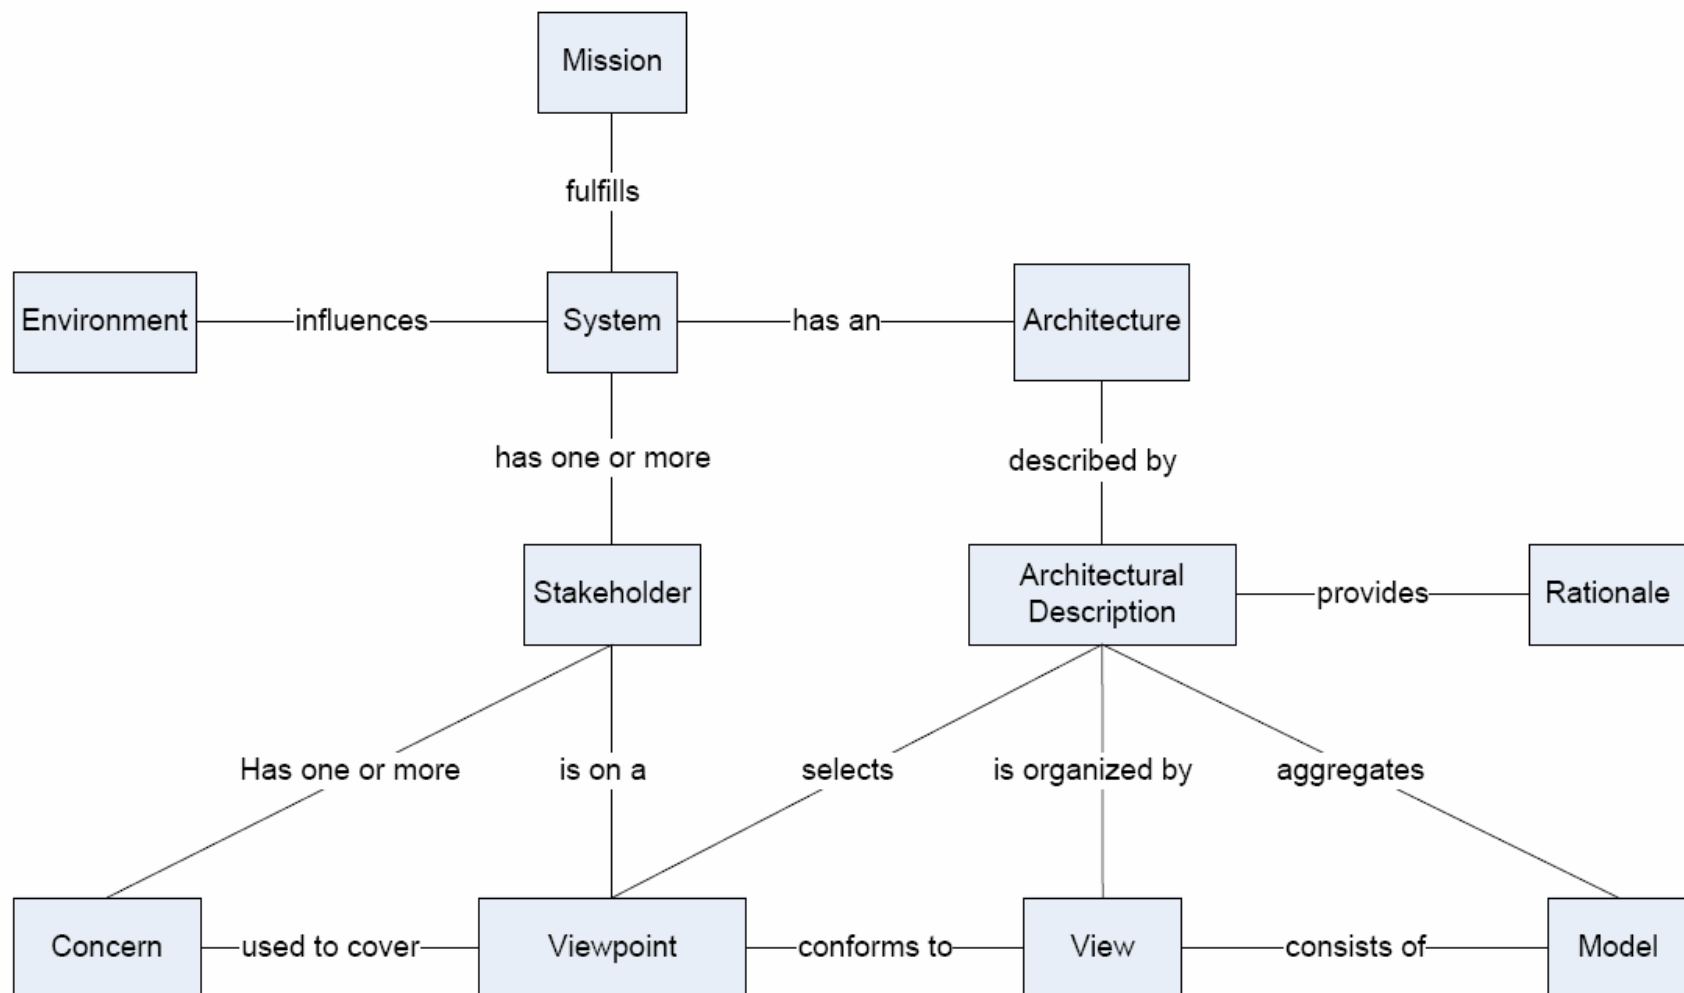 Mission
fulfills
Environment
influences
System
has an
Architecture
has one or more
described by
Stakeholder
Architectural
Description
provides
Rationale
Has one or more
is on a
selects
is organized by
aggregates
Concern
used to cover
Viewpoint
conforms to
View
consists of
Model